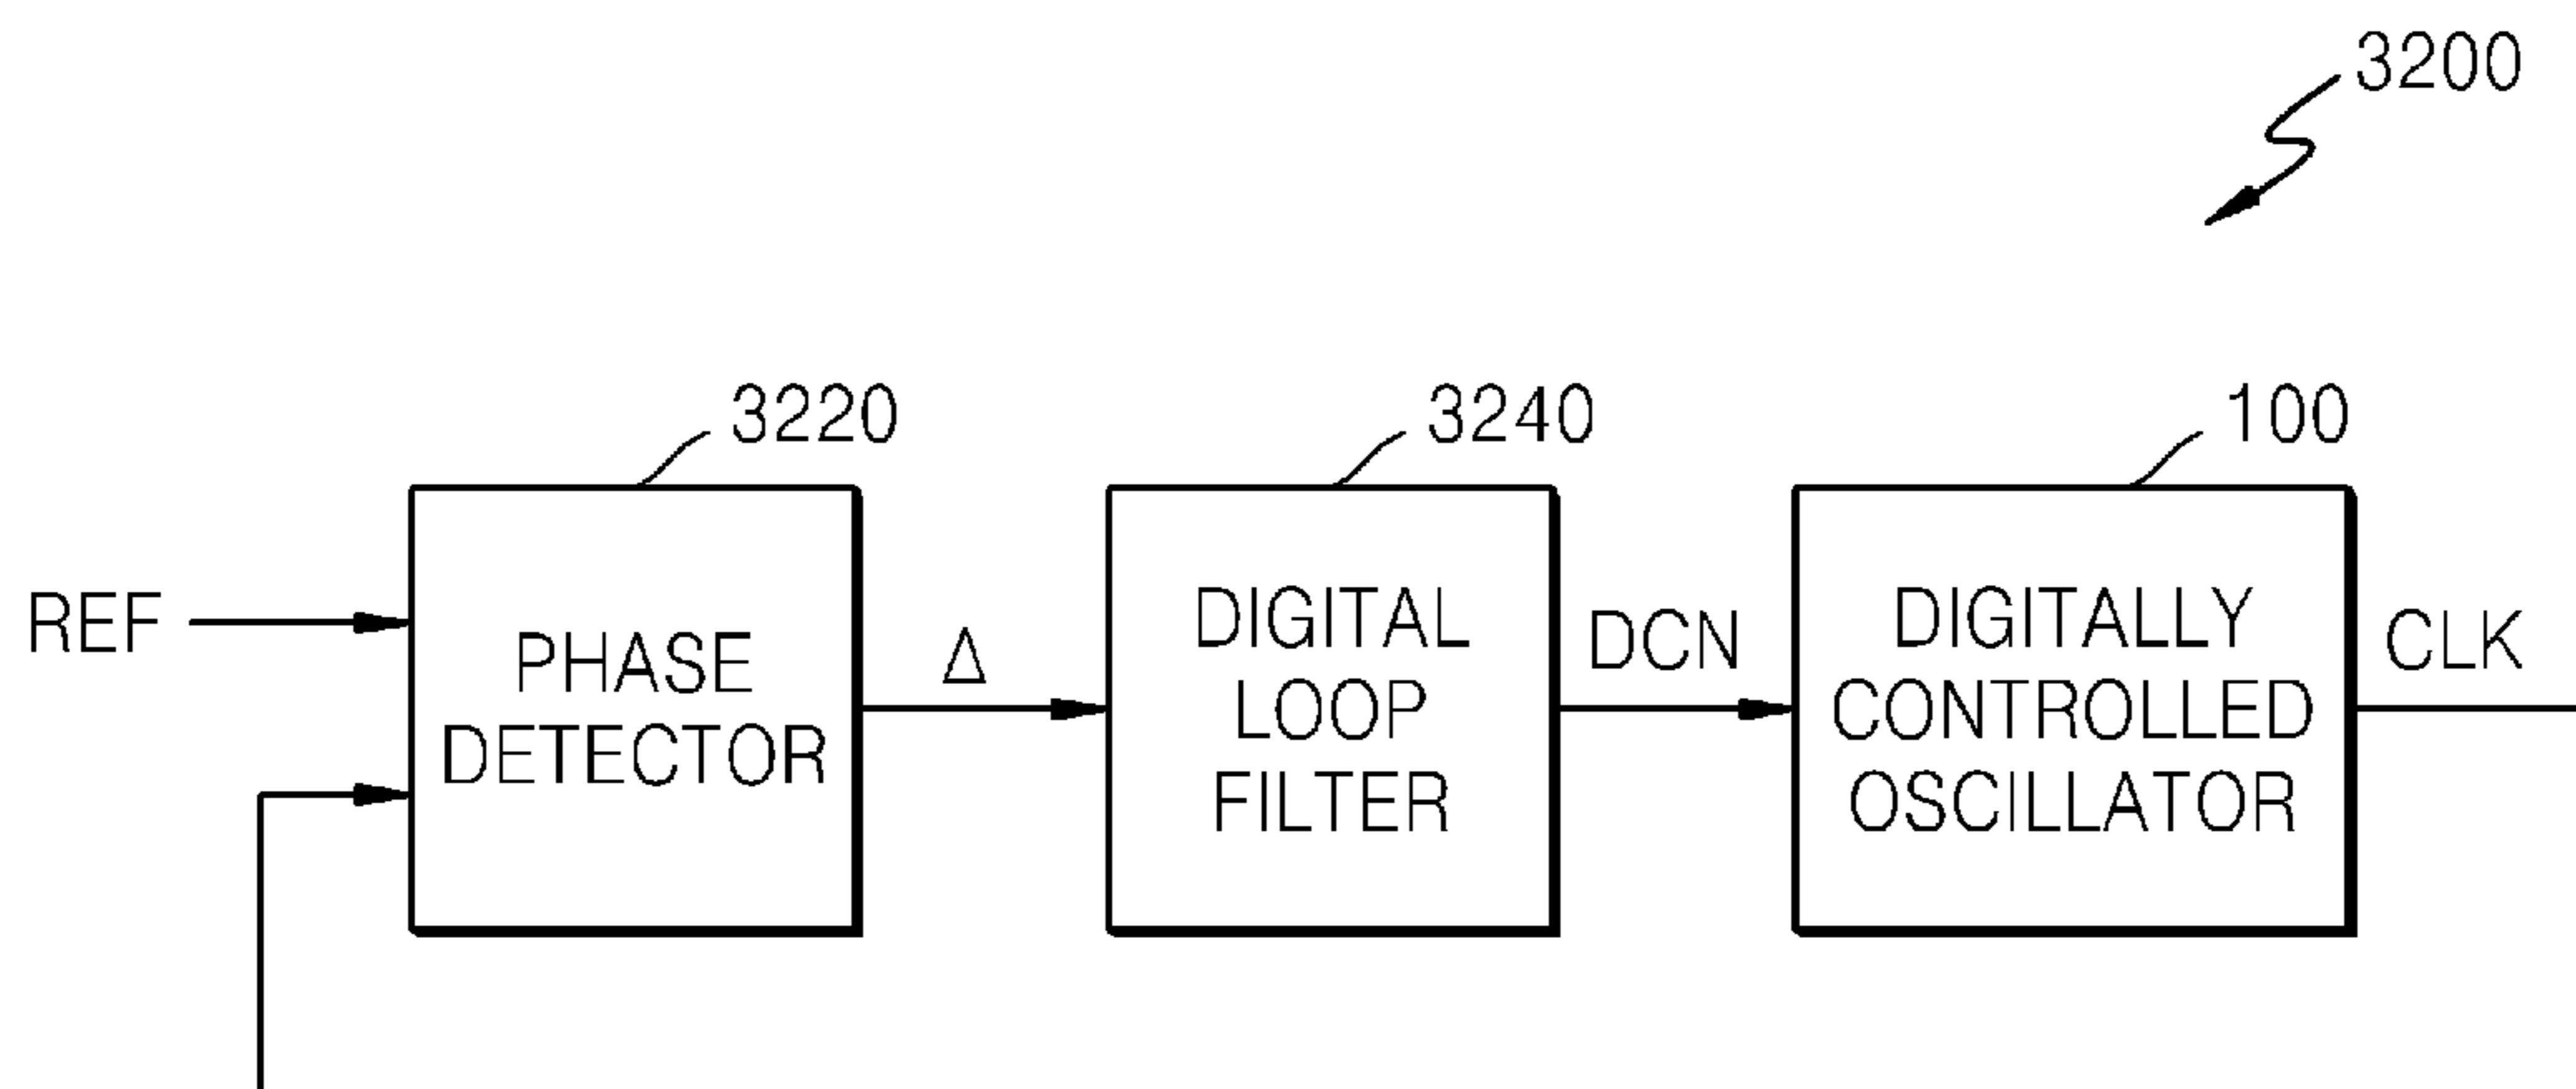 3200
3220
3240
100
REF
PHASE
DETECTOR
Δ
DIGITAL
LOOP
FILTER
DCN
DIGITALLY
CONTROLLED
OSCILLATOR
CLK